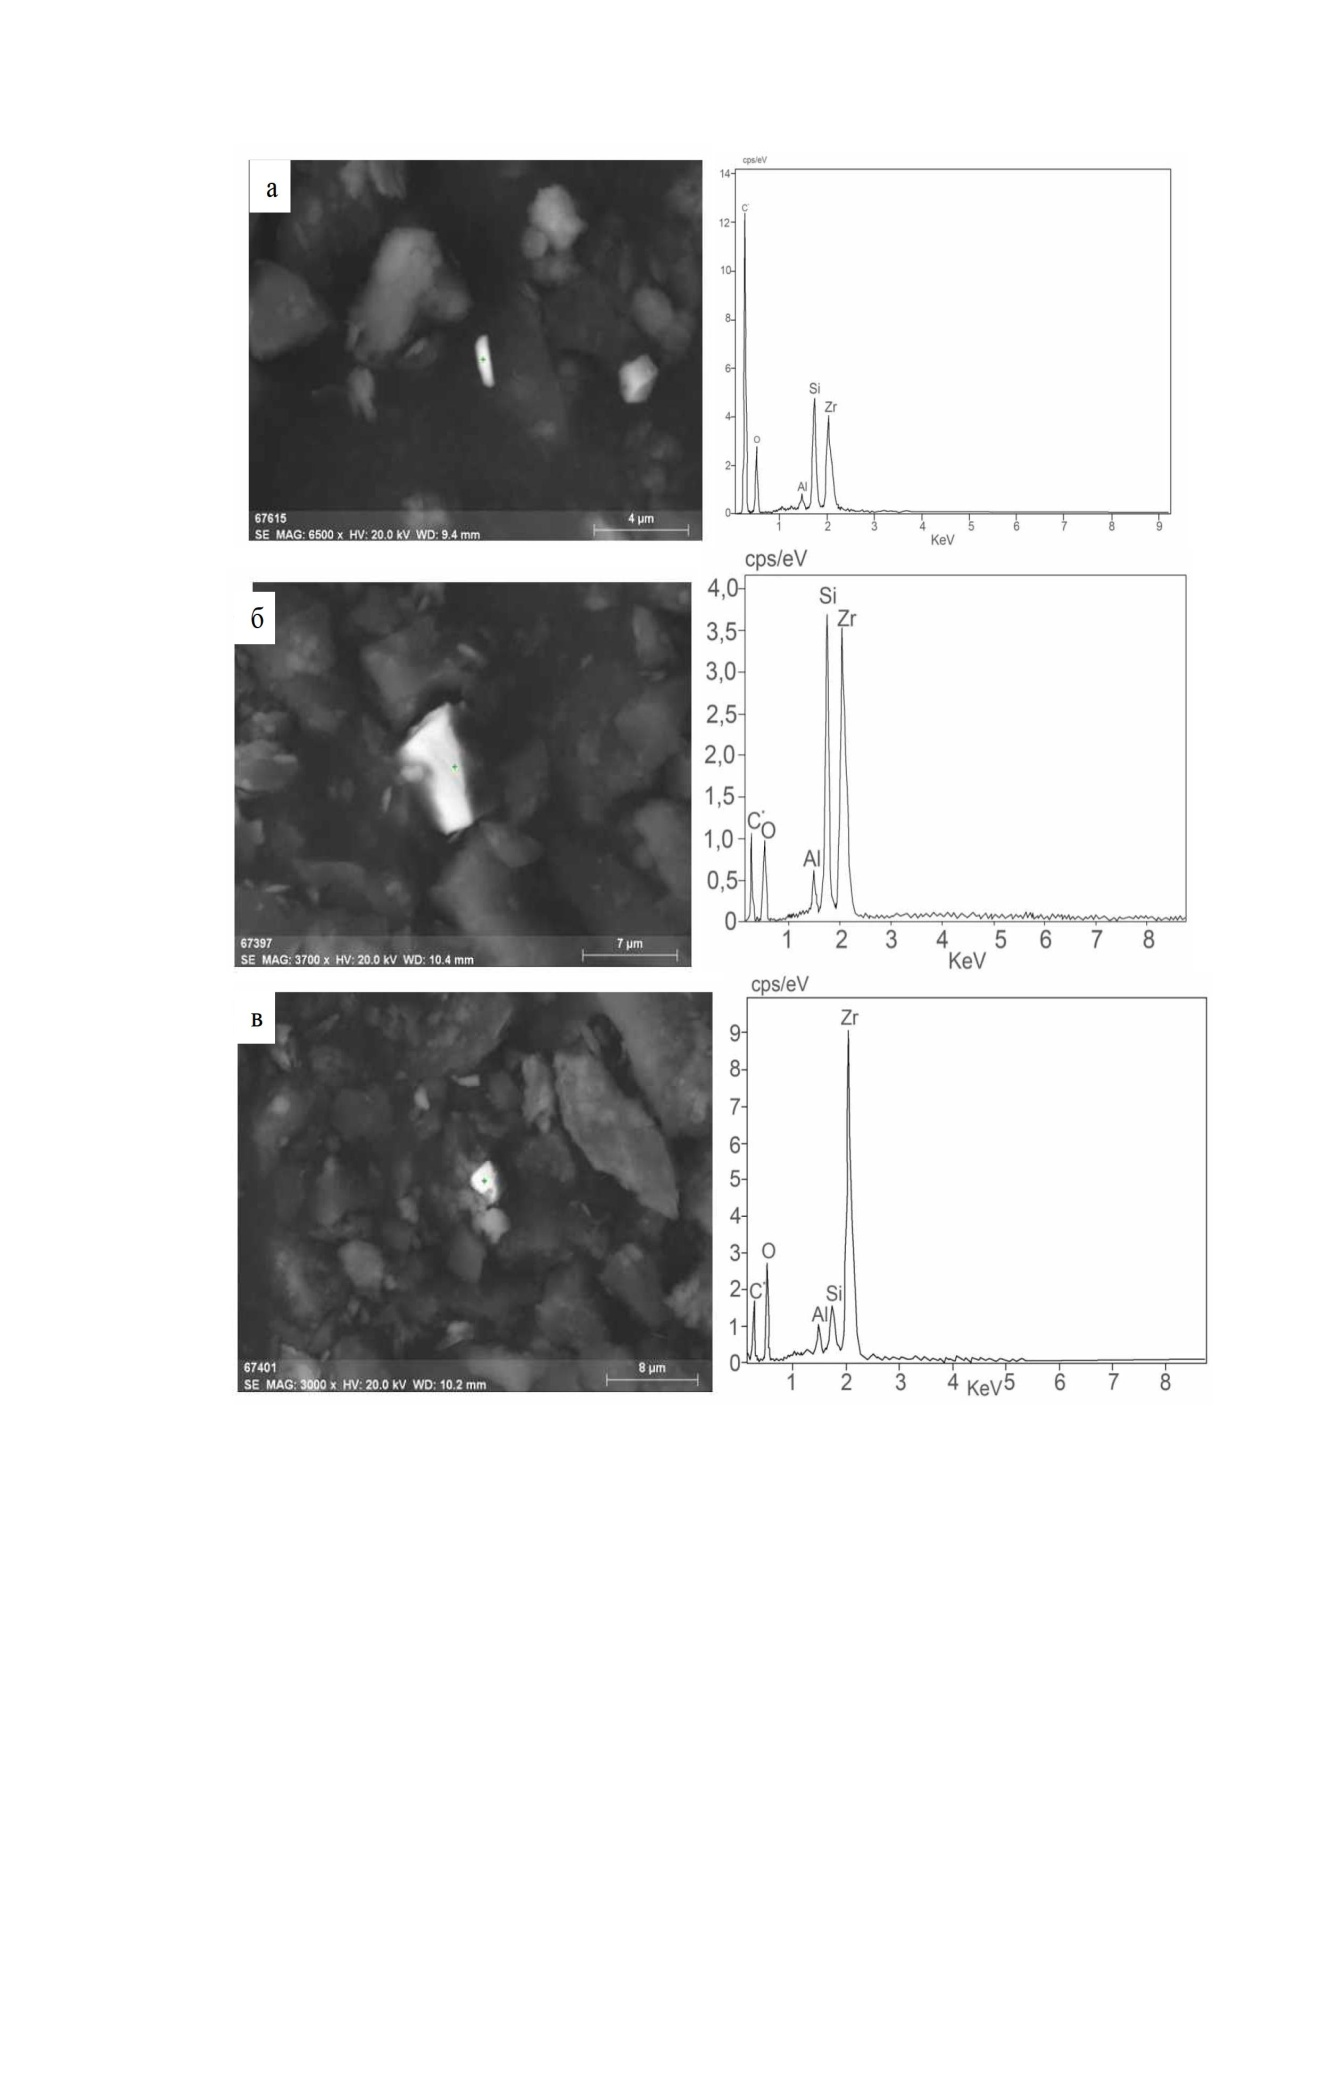 а
67615
4 µm
SE MAG: 6500 x HV: 20.0 kV WD: 9.4 mm
cps/eV
14
12
10
8
6
4
2
0
C
O
Al
Si
Zr
1 2 3 4 5 6 7 8 9
KeV
б
67397
7 µm
SE MAG: 3700 x HV: 20.0 kV WD: 10.4 mm
cps/eV
4,0
3,5
3,0
2,5
2,0
1,5
1,0
0,5
0
C
O
Al
Si
Zr
1 2 3 4 5 6 7 8
KeV
в
67401
8 µm
SE MAG: 3000 x HV: 20.0 kV WD: 10.2 mm
cps/eV
9
8
7
6
5
4
3
2
1
0
C
O
Al
Si
Zr
1 2 3 4 5 6 7 8
KeV